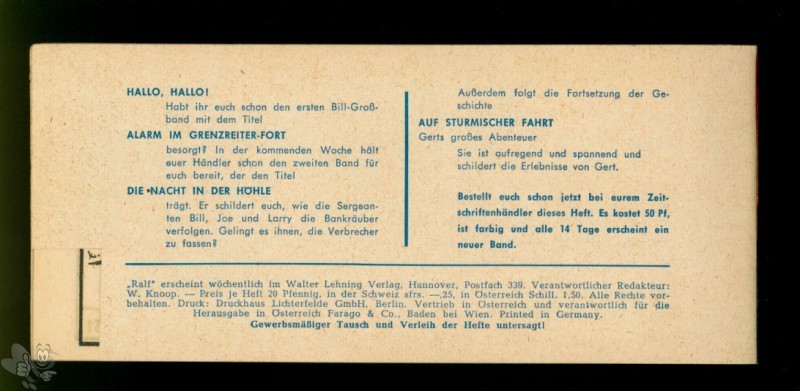 HALLO, HALLO!
Habt ihr euch schon den ersten Bill-Groß-
band mit dem Titel
ALARM IM GRENZREITER-FORT
besorgt? In der kommenden Woche hält
euer Händler schon den zweiten Band für
euch bereit, der den Titel
DIE NACHT IN DER HÖHLE
trägt. Er schildert euch, wie die Sergean-
ten Bill, Joe und Larry die Bankräuber
verfolgen. Gelingt es ihnen, die Verbrecher
zu fassen?
Außerdem folgt die Fortsetzung der Ge-
schichte
AUF STURMISCHER FAHRT
Gerts großes Abenteuer
Sie ist aufregend und spannend und
schildert die Erlebnisse von Gert.
Bestellt euch schon jetzt bei eurem Zeit-
schriftenhändler dieses Heft. Es kostet 50 Pf,
ist farbig und alle 14 Tage erscheint ein
neuer Band.
„Ralf" erscheint wöchentlich im Walter Lehning Verlag, Hannover, Postfach 339. Verantwortlicher Redakteur:
W. Knoop. — Preis je Heft 20 Pfennig, in der Schweiz sfrs. —,25, in Österreich Schill. 1,50. Alle Rechte vor-
behalten. Druck: Druckhaus Lichterfelde GmbH, Berlin. Vertrieb in Österreich und verantwortlich für die
Herausgabe in Österreich Farago & Co., Baden bei Wien. Printed in Germany.
Gewerbsmäßiger Tausch und Verleih der Hefte untersagt!